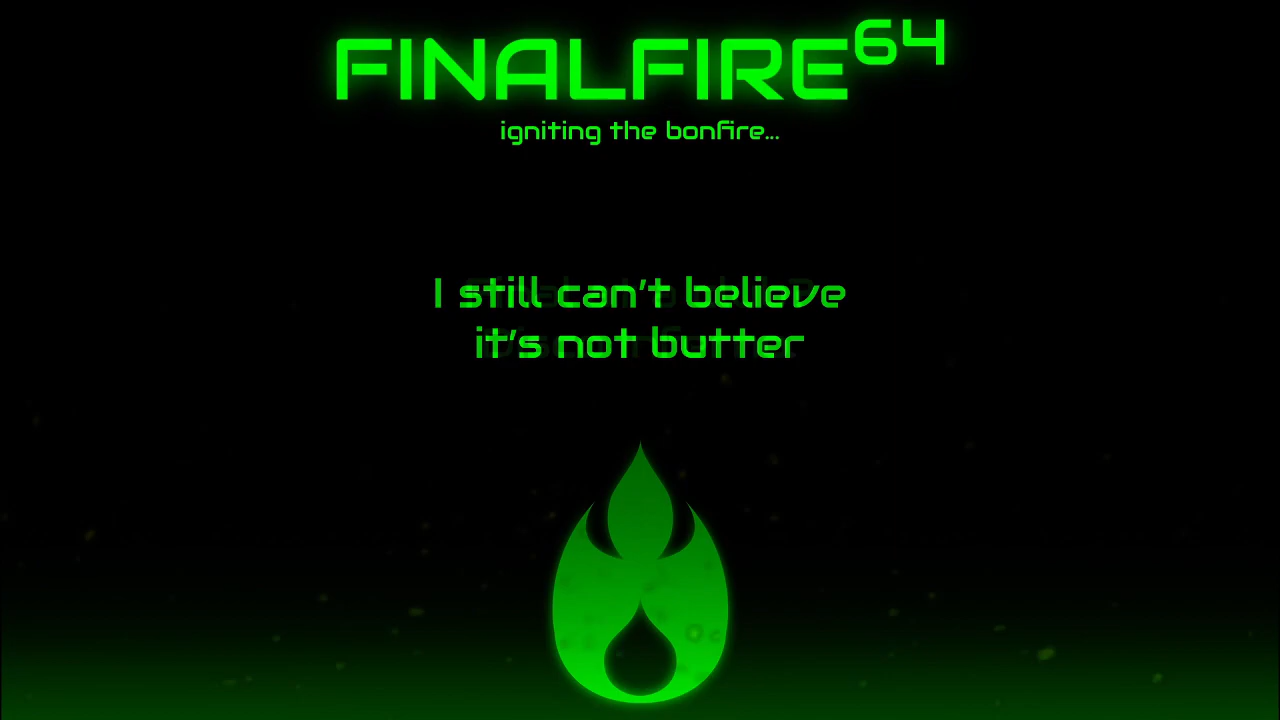 FINALFIRE⁶⁴
igniting the bonfire...
I still can't believe
it's not butter